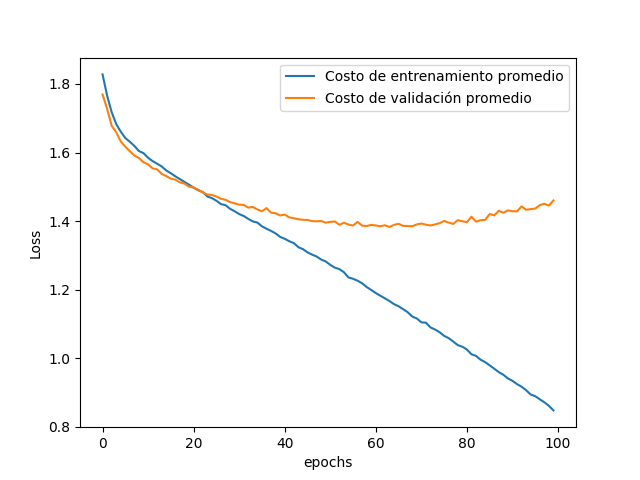 Costo de entrenamiento promedio
Costo de validación promedio
1.8
1.6
1.4
1.2
1.0
0.8
Loss
0 20 40 60 80 100
epochs